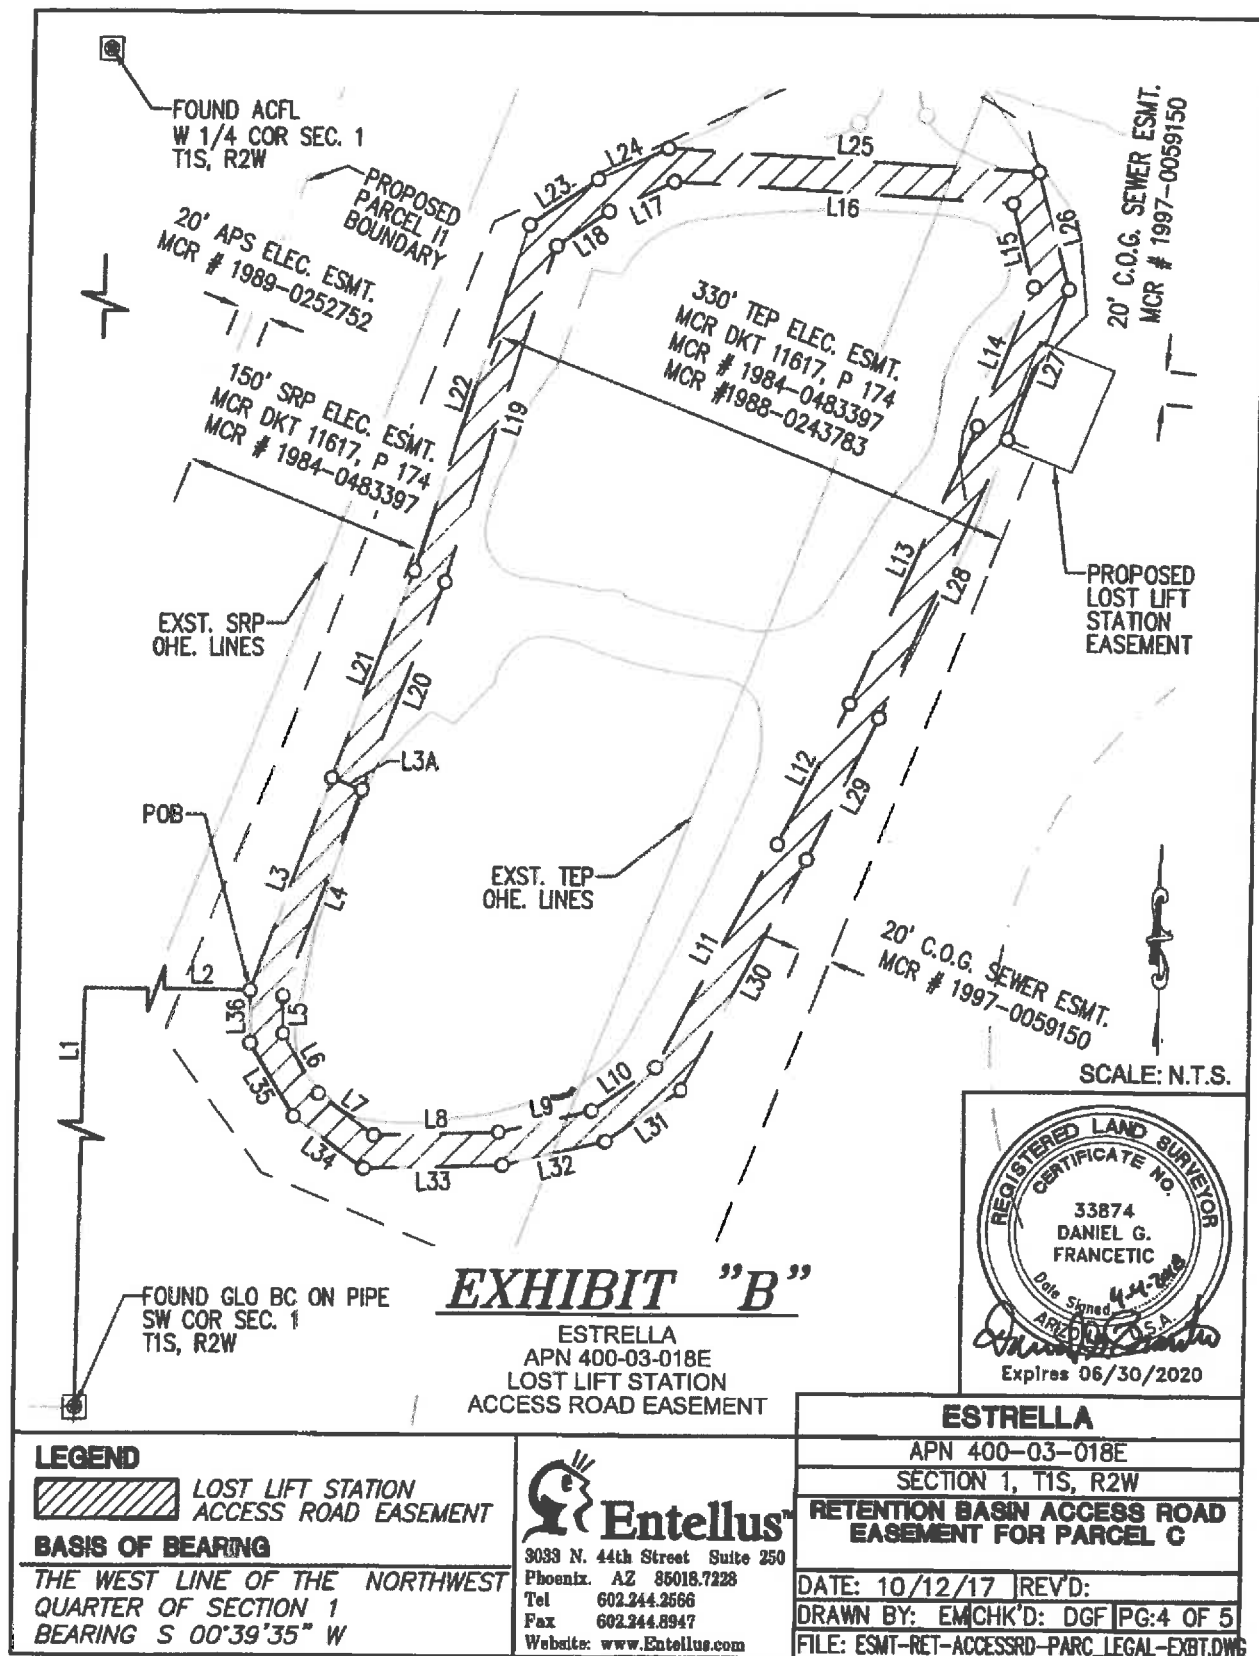 FOUND ACFL
W 1/4 COR SEC. 1
T1S, R2W
PROPOSED
PARCEL I1
BOUNDARY
20' APS ELEC. ESMT.
MCR # 1989-0252752
150' SRP ELEC. ESMT.
MCR DKT 11617, P 174
MCR # 1984-0483397
330' TEP ELEC. ESMT.
MCR DKT 11617, P 174
MCR # 1984-0483397
MCR #1988-0243783
20' C.O.G. SEWER ESMT.
MCR # 1997-0059150
L24
L25
L23
L17
L16
L18
L15
L26
L14
L27
L22
L19
L13
L28
EXST. SRP
OHE. LINES
PROPOSED
LOST LIFT
STATION
EASEMENT
L21
L20
L3A
L12
L29
POB
L3
L4
EXST. TEP
OHE. LINES
L11
L30
20' C.O.G. SEWER ESMT.
MCR # 1997-0059150
L2
L36
L5
L1
L6
L35
L7
L8
L9
L10
L34
L33
L32
L31
SCALE: N.T.S.
REGISTERED LAND SURVEYOR
CERTIFICATE NO.
33874
DANIEL G.
FRANCETIC
Date Signed
ARIZONA, U.S.A.
Expires 06/30/2020
FOUND GLO BC ON PIPE
SW COR SEC. 1
T1S, R2W
EXHIBIT "B"
ESTRELLA
APN 400-03-018E
LOST LIFT STATION
ACCESS ROAD EASEMENT
LEGEND
LOST LIFT STATION
ACCESS ROAD EASEMENT
BASIS OF BEARING
THE WEST LINE OF THE NORTHWEST
QUARTER OF SECTION 1
BEARING S 00°39'35" W
Entellus™
3033 N. 44th Street Suite 250
Phoenix. AZ 85018.7228
Tel 602.244.2566
Fax 602.244.8947
Website: www.Entellus.com
ESTRELLA
APN 400-03-018E
SECTION 1, T1S, R2W
RETENTION BASIN ACCESS ROAD
EASEMENT FOR PARCEL C
DATE: 10/12/17 REV'D:
DRAWN BY: EM CHK'D: DGF PG:4 OF 5
FILE: ESMT-RET-ACCESSRD-PARC_LEGAL-EXBT.DWG